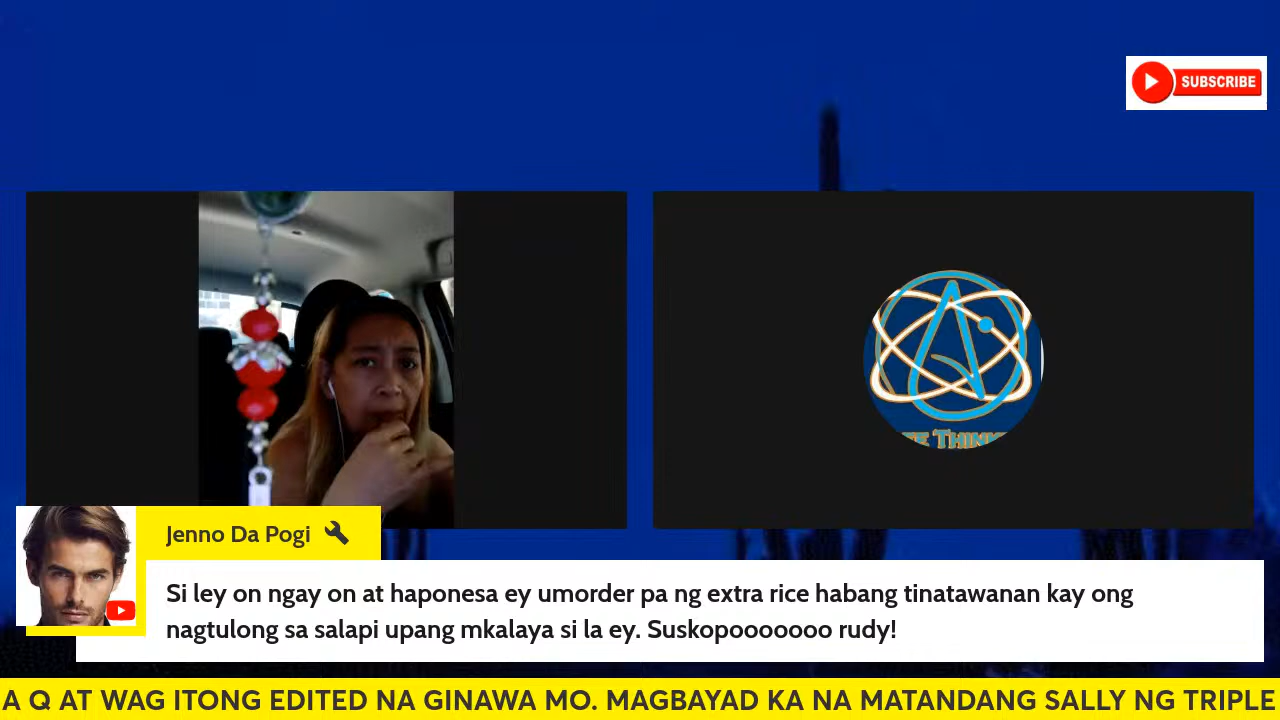 SUBSCRIBE
Jenno Da Pogi
Si ley on ngay on at haponesa ey umorder pa ng extra rice habang tinatawanan kay ong
nagtulong sa salapi upang mkalaya si la ey. Suskopooooooo rudy!
A Q AT WAG ITONG EDITED NA GINAWA MO. MAGBAYAD KA NA MATANDANG SALLY NG TRIPLE